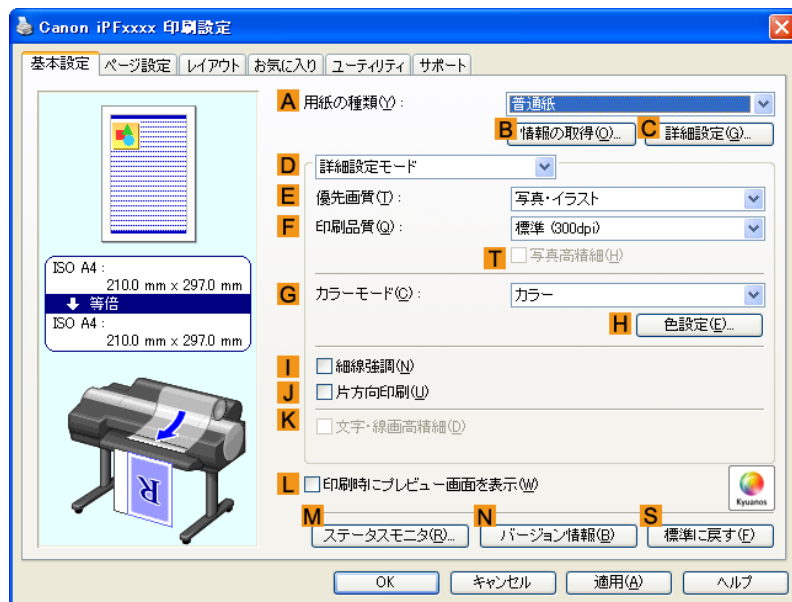 Canon iPFxxxx 印刷設定
基本設定 ページ設定 レイアウト お気に入り ユーティリティ サポート
A 用紙の種類(Y) : 普通紙
B 情報の取得(O)... C 詳細設定(G)...
D 詳細設定モード
E 優先画質(T) : 写真・イラスト
F 印刷品質(Q) : 標準 (300dpi)
T 写真高精細(H)
ISO A4 :
210.0 mm x 297.0 mm
等倍
ISO A4 :
210.0 mm x 297.0 mm
G カラーモード(C) : カラー
H 色設定(E)...
I 細線強調(N)
J 片方向印刷(U)
K 文字・線画高精細(D)
R
L 印刷時にプレビュー画面を表示(W)
Kyuanos
M ステータスモニタ(R)... N バージョン情報(B) S 標準に戻す(F)
OK キャンセル 適用(A) ヘルプ